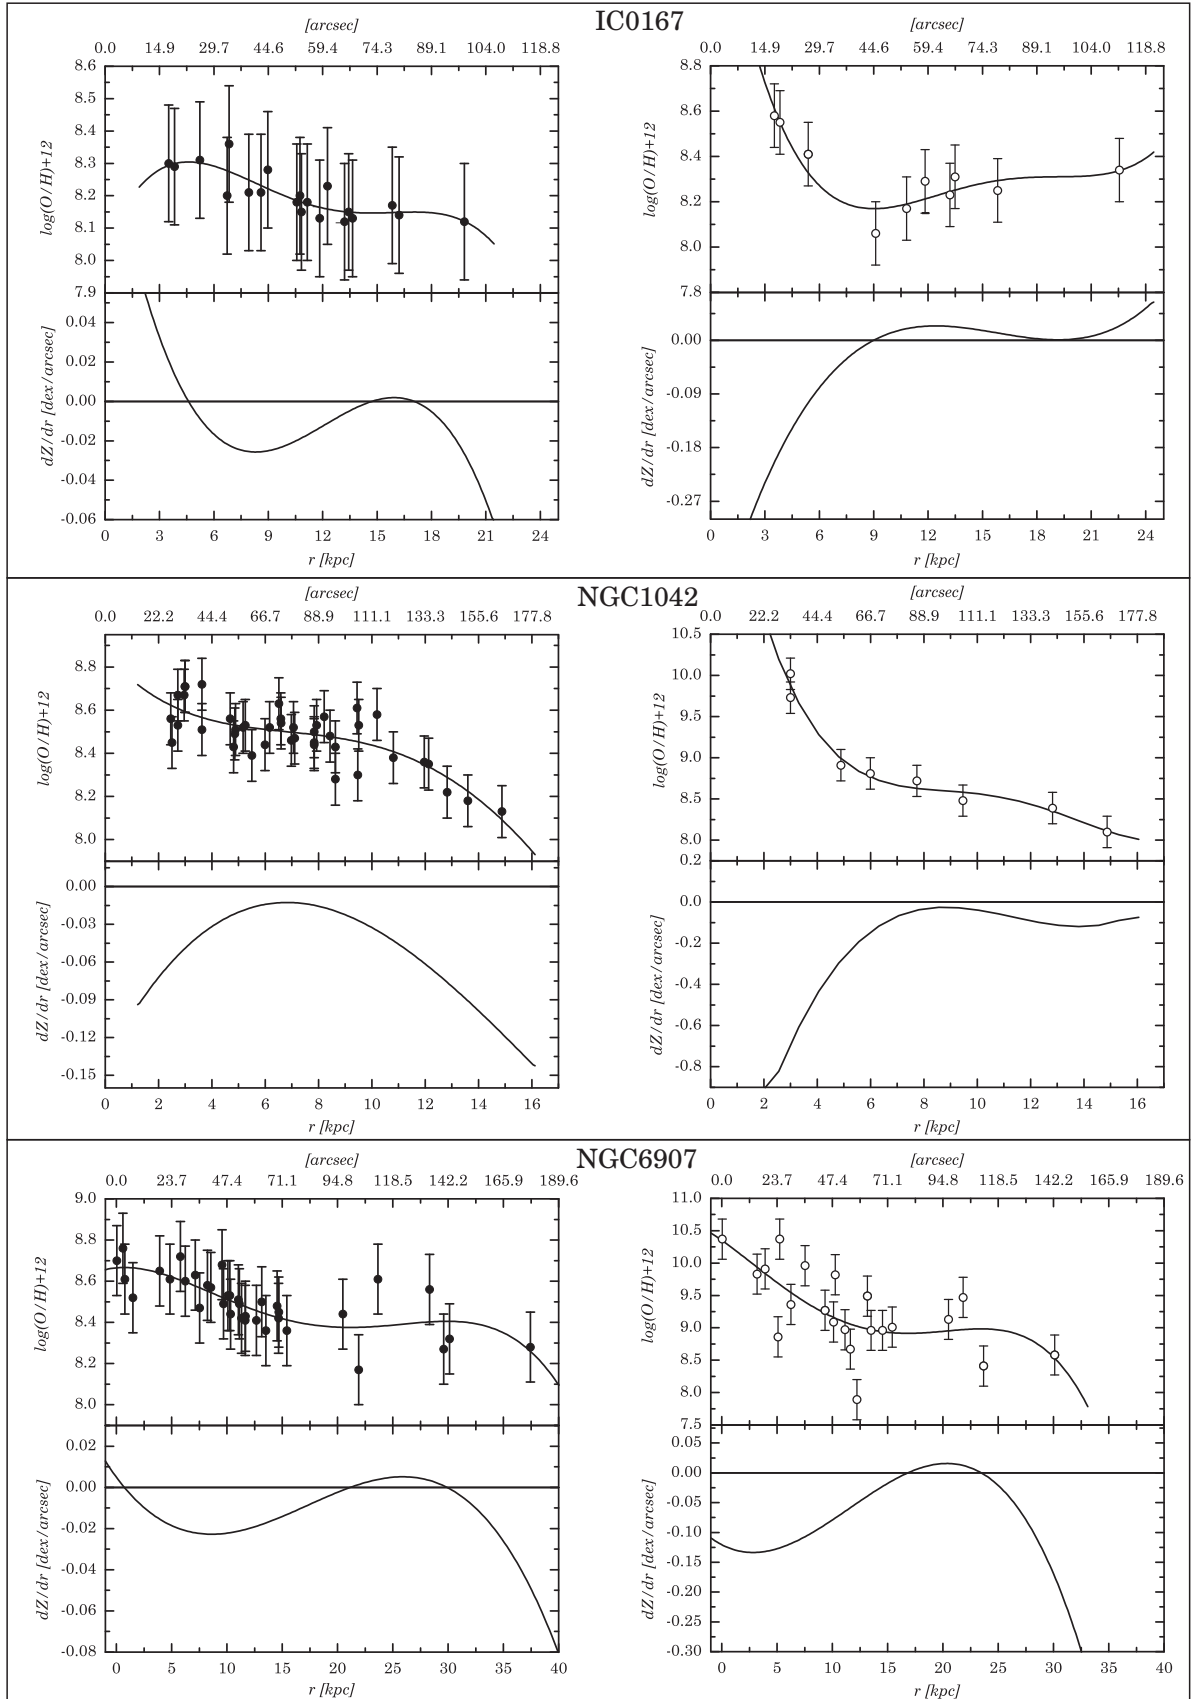 IC0167
[arcsec] [arcsec]
0.0 14.9 29.7 44.6 59.4 74.3 89.1 104.0 118.8 0.0 14.9 29.7 44.6 59.4 74.3 89.1 104.0 118.8
8.6
8.5
8.4
8.3
8.2
8.1
8.0
7.9
log(O/H)+12
8.8
8.6
8.4
8.2
8.0
7.8
log(O/H)+12
0.04
0.02
0.00
-0.02
-0.04
-0.06
dZ/dr [dex/arcsec]
0.00
-0.09
-0.18
-0.27
dZ/dr [dex/arcsec]
0 3 6 9 12 15 18 21 24 0 3 6 9 12 15 18 21 24
r [kpc] r [kpc]
NGC1042
[arcsec] [arcsec]
0.0 22.2 44.4 66.7 88.9 111.1 133.3 155.6 177.8 0.0 22.2 44.4 66.7 88.9 111.1 133.3 155.6 177.8
8.8
8.6
8.4
8.2
8.0
log(O/H)+12
10.5
10.0
9.5
9.0
8.5
8.0
log(O/H)+12
0.00
-0.03
-0.06
-0.09
-0.12
-0.15
dZ/dr [dex/arcsec]
0.2
0.0
-0.2
-0.4
-0.6
-0.8
dZ/dr [dex/arcsec]
0 2 4 6 8 10 12 14 16 0 2 4 6 8 10 12 14 16
r [kpc] r [kpc]
NGC6907
[arcsec] [arcsec]
0.0 23.7 47.4 71.1 94.8 118.5 142.2 165.9 189.6 0.0 23.7 47.4 71.1 94.8 118.5 142.2 165.9 189.6
9.0
8.8
8.6
8.4
8.2
8.0
log(O/H)+12
11.0
10.5
10.0
9.5
9.0
8.5
8.0
7.5
log(O/H)+12
0.02
0.00
-0.02
-0.04
-0.06
-0.08
dZ/dr [dex/arcsec]
0.05
0.00
-0.05
-0.10
-0.15
-0.20
-0.25
-0.30
dZ/dr [dex/arcsec]
0 5 10 15 20 25 30 35 40 0 5 10 15 20 25 30 35 40
r [kpc] r [kpc]